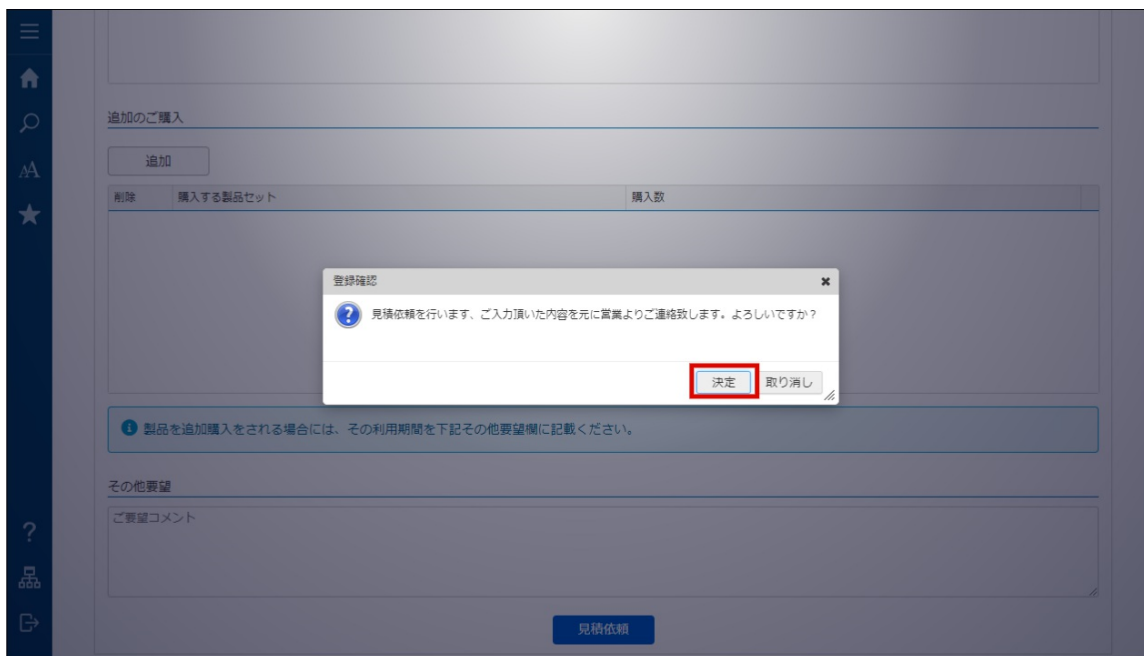 追加のご購入
追加
削除 購入する製品セット 購入数
登録確認
見積依頼を行います、ご入力頂いた内容を元に営業よりご連絡致します。よろしいですか？
決定 取り消し
製品を追加購入をされる場合には、その利用期間を下記その他要望欄に記載ください。
その他要望
ご要望コメント
見積依頼